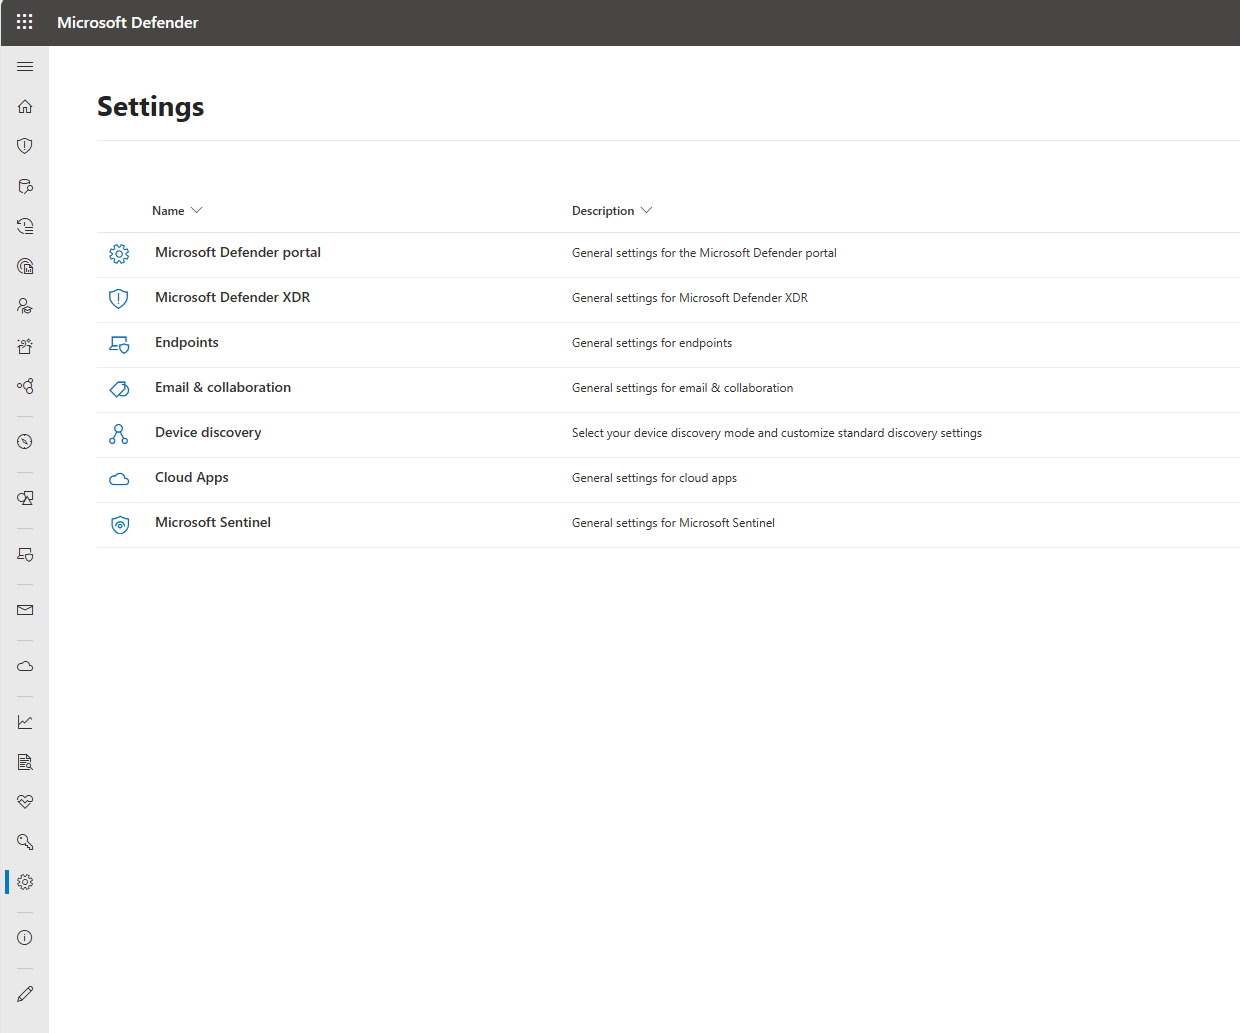 Microsoft Defender
Settings
Name Description
Microsoft Defender portal General settings for the Microsoft Defender portal
Microsoft Defender XDR General settings for Microsoft Defender XDR
Endpoints General settings for endpoints
Email & collaboration General settings for email & collaboration
Device discovery Select your device discovery mode and customize standard discovery settings
Cloud Apps General settings for cloud apps
Microsoft Sentinel General settings for Microsoft Sentinel